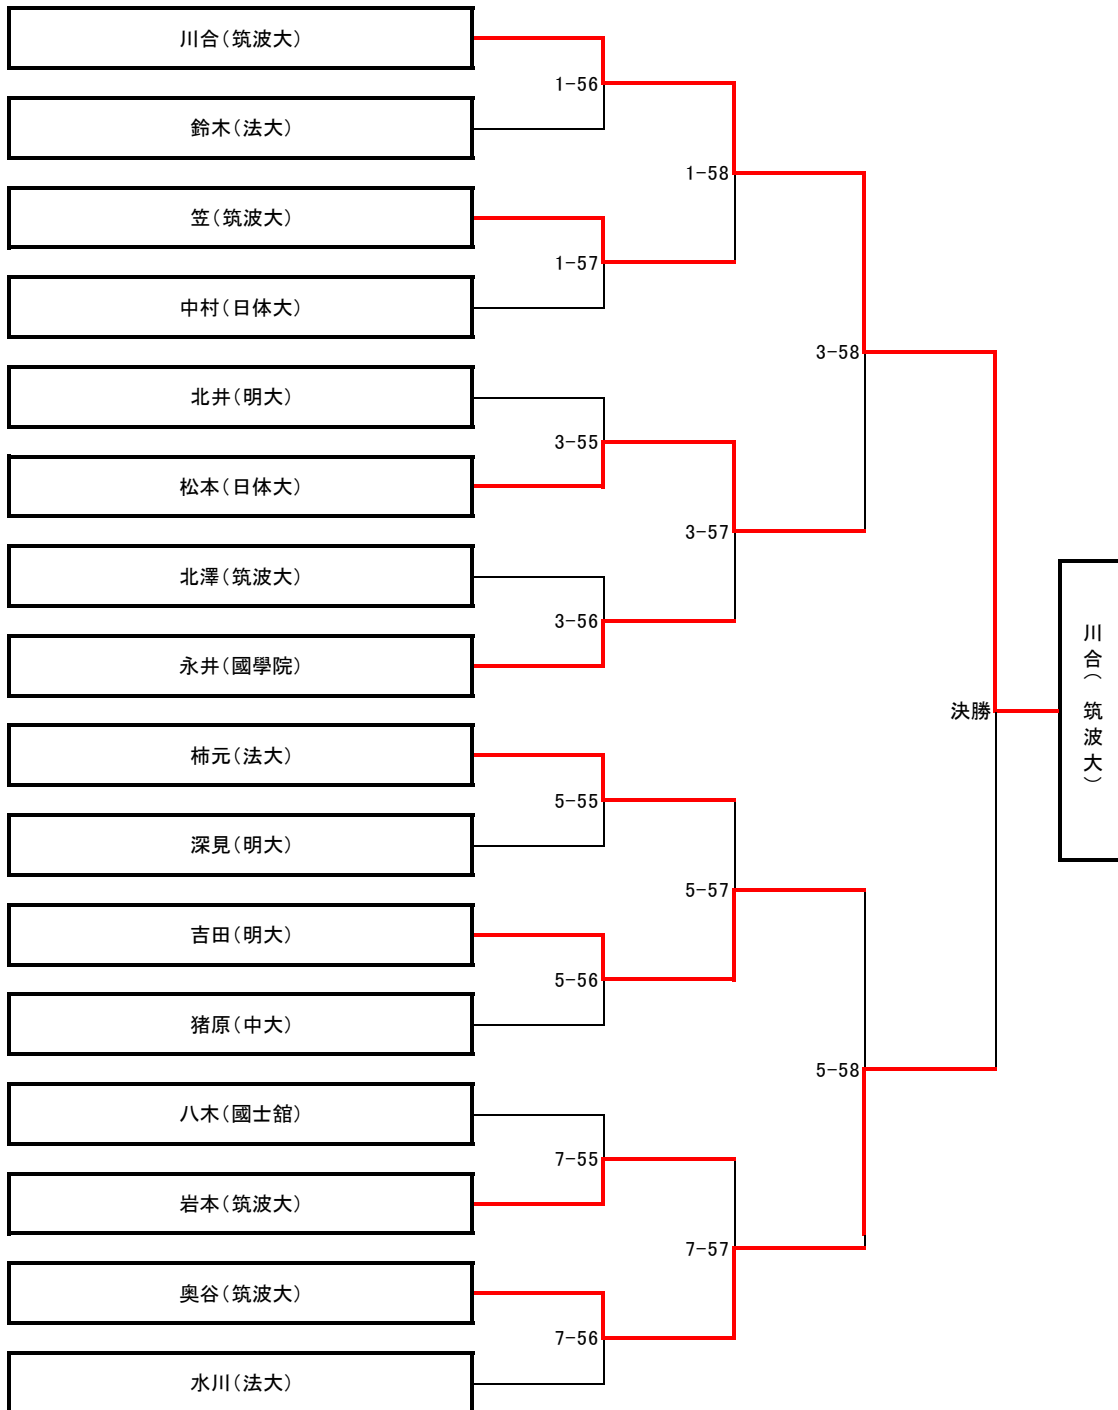 川合（筑波大）
1-56
鈴木（法大）
1-58
笠（筑波大）
1-57
中村（日体大）
3-58
北井（明大）
3-55
松本（日体大）
3-57
北澤（筑波大）
3-56
永井（國學院）
川合（筑波大）
決勝
柿元（法大）
5-55
深見（明大）
5-57
吉田（明大）
5-56
猪原（中大）
5-58
八木（國士舘）
7-55
岩本（筑波大）
7-57
奥谷（筑波大）
7-56
水川（法大）